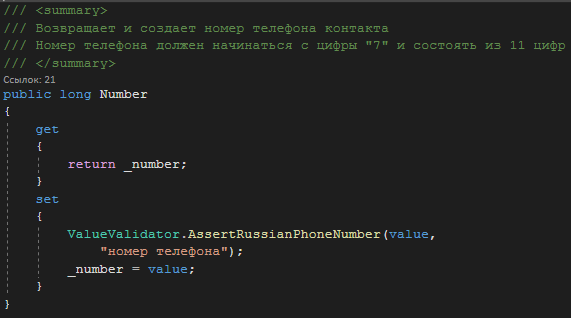 /// <summary>
/// Возвращает и создает номер телефона контакта
/// Номер телефона должен начинаться с цифры "7" и состоять из 11 цифр
/// </summary>
Ссылок: 21
public long Number
{
get
{
return _number;
}
set
{
ValueValidator.AssertRussianPhoneNumber(value,
"номер телефона");
_number = value;
}
}